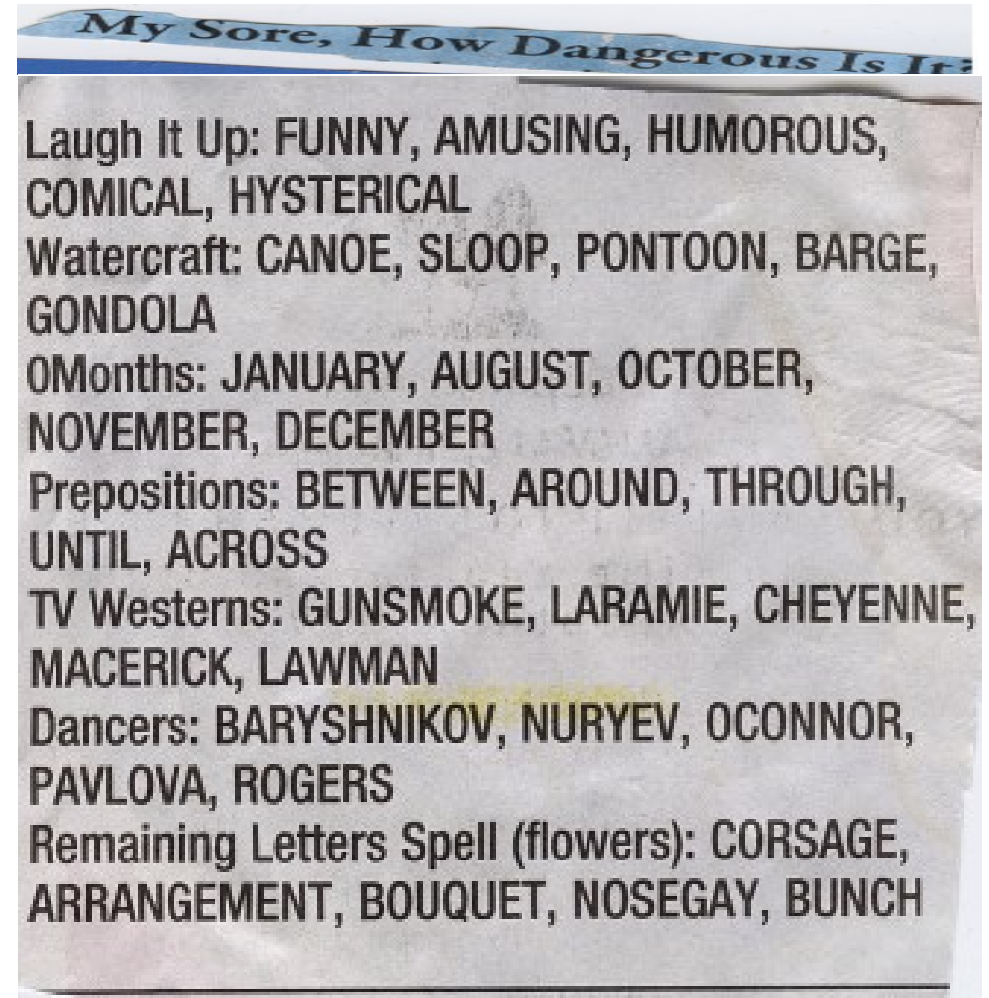 My Sore, How Dangerous Is It?
Laugh It Up: FUNNY, AMUSING, HUMOROUS,
COMICAL, HYSTERICAL
Watercraft: CANOE, SLOOP, PONTOON, BARGE,
GONDOLA
0Months: JANUARY, AUGUST, OCTOBER,
NOVEMBER, DECEMBER
Prepositions: BETWEEN, AROUND, THROUGH,
UNTIL, ACROSS
TV Westerns: GUNSMOKE, LARAMIE, CHEYENNE,
MACERICK, LAWMAN
Dancers: BARYSHNIKOV, NURYEV, OCONNOR,
PAVLOVA, ROGERS
Remaining Letters Spell (flowers): CORSAGE,
ARRANGEMENT, BOUQUET, NOSEGAY, BUNCH